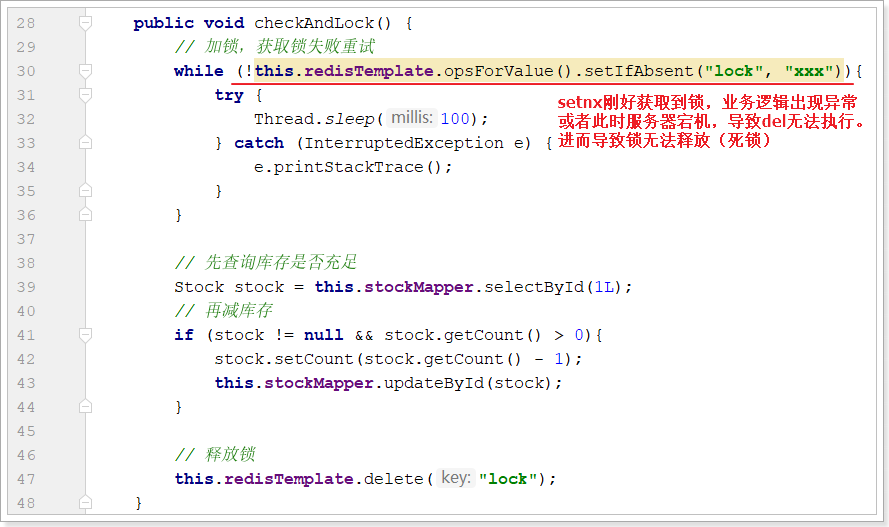 28 public void checkAndLock() {
29 // 加锁，获取锁失败重试
30 while (!this.redisTemplate.opsForValue().setIfAbsent("lock", "xxx")){
31 try {
setnx刚好获取到锁，业务逻辑出现异常
32 Thread.sleep( millis: 100);
或者此时服务器宕机，导致del无法执行。
33 } catch (InterruptedException e) {
进而导致锁无法释放（死锁）
34 e.printStackTrace();
35 }
36 }
37
38 // 先查询库存是否充足
39 Stock stock = this.stockMapper.selectById(1L);
40 // 再减库存
41 if (stock != null && stock.getCount() > 0){
42 stock.setCount(stock.getCount() - 1);
43 this.stockMapper.updateById(stock);
44 }
45
46 // 释放锁
47 this.redisTemplate.delete( key: "lock");
48 }